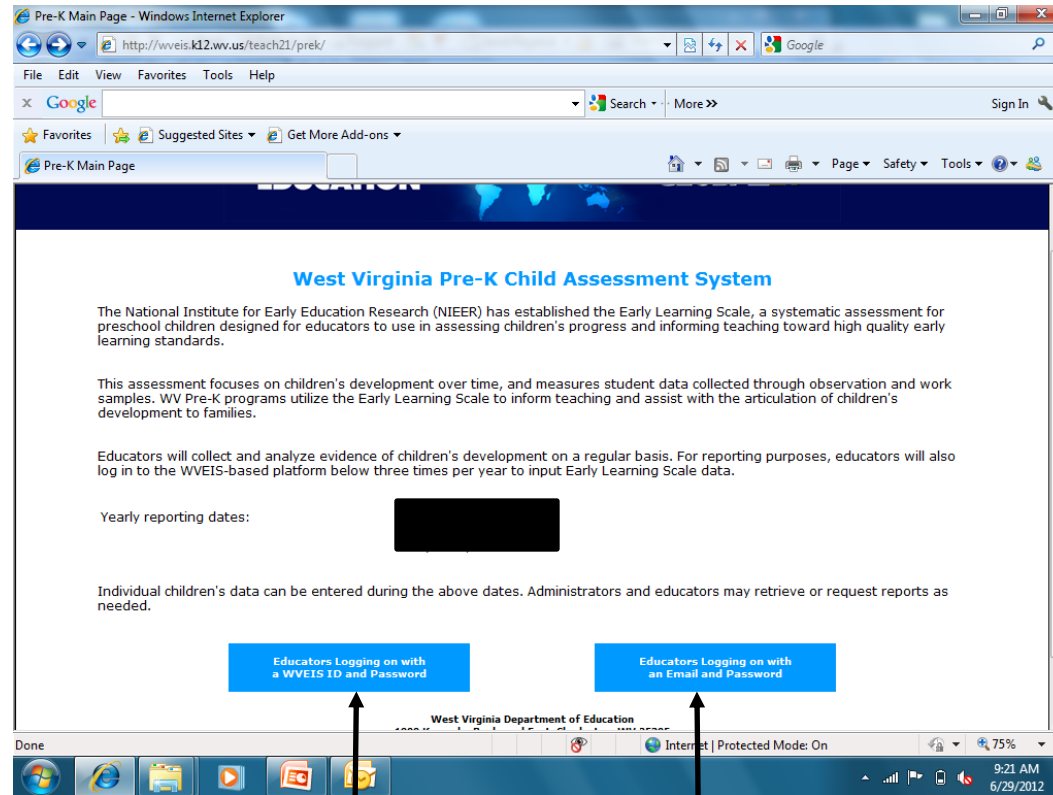 Pre-K Main Page - Windows Internet Explorer
http://wveis.k12.wv.us/teach21/prek/
Google
File Edit View Favorites Tools Help
x Google Search More >> Sign In
Favorites Suggested Sites Get More Add-ons
Pre-K Main Page Page Safety Tools
EDUCATION
West Virginia Pre-K Child Assessment System
The National Institute for Early Education Research (NIEER) has established the Early Learning Scale, a systematic assessment for
preschool children designed for educators to use in assessing children's progress and informing teaching toward high quality early
learning standards.
This assessment focuses on children's development over time, and measures student data collected through observation and work
samples. WV Pre-K programs utilize the Early Learning Scale to inform teaching and assist with the articulation of children's
development to families.
Educators will collect and analyze evidence of children's development on a regular basis. For reporting purposes, educators will also
log in to the WVEIS-based platform below three times per year to input Early Learning Scale data.
Yearly reporting dates:
Individual children's data can be entered during the above dates. Administrators and educators may retrieve or request reports as
needed.
Educators Logging on with
a WVEIS ID and Password
Educators Logging on with
an Email and Password
West Virginia Department of Education
Done Internet | Protected Mode: On 75%
9:21 AM
6/29/2012